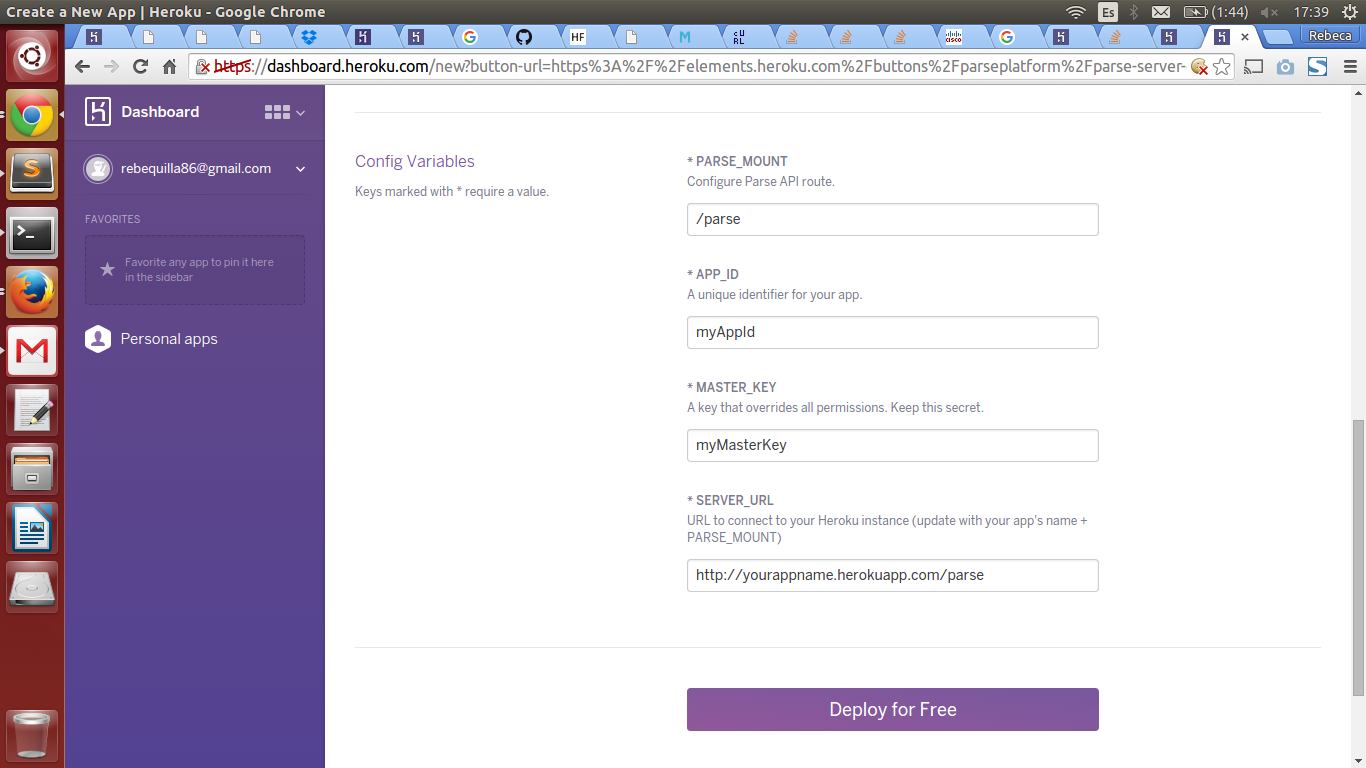 Create a New App | Heroku - Google Chrome
Es
(1:44)
17:39
HF
M
cU
RL
cisco
Rebeca
https://dashboard.heroku.com/new?button-url=https%3A%2F%2Felements.heroku.com%2Fbuttons%2Fparseplatform%2Fparse-server-
Dashboard
rebequilla86@gmail.com
FAVORITES
Favorite any app to pin it here
in the sidebar
Personal apps
Config Variables
Keys marked with * require a value.
* PARSE_MOUNT
Configure Parse API route.
/parse
* APP_ID
A unique identifier for your app.
myAppId
* MASTER_KEY
A key that overrides all permissions. Keep this secret.
myMasterKey
* SERVER_URL
URL to connect to your Heroku instance (update with your app's name +
PARSE_MOUNT)
http://yourappname.herokuapp.com/parse
Deploy for Free